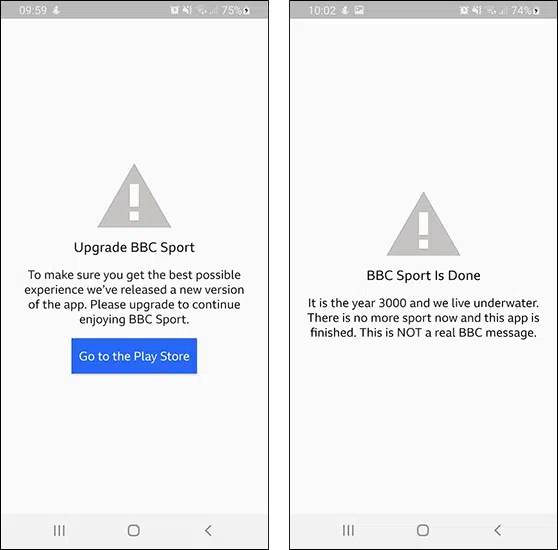 09:59
75%
Upgrade BBC Sport
To make sure you get the best possible
experience we've released a new version
of the app. Please upgrade to continue
enjoying BBC Sport.
Go to the Play Store
10:02
74%
BBC Sport Is Done
It is the year 3000 and we live underwater.
There is no more sport now and this app is
finished. This is NOT a real BBC message.